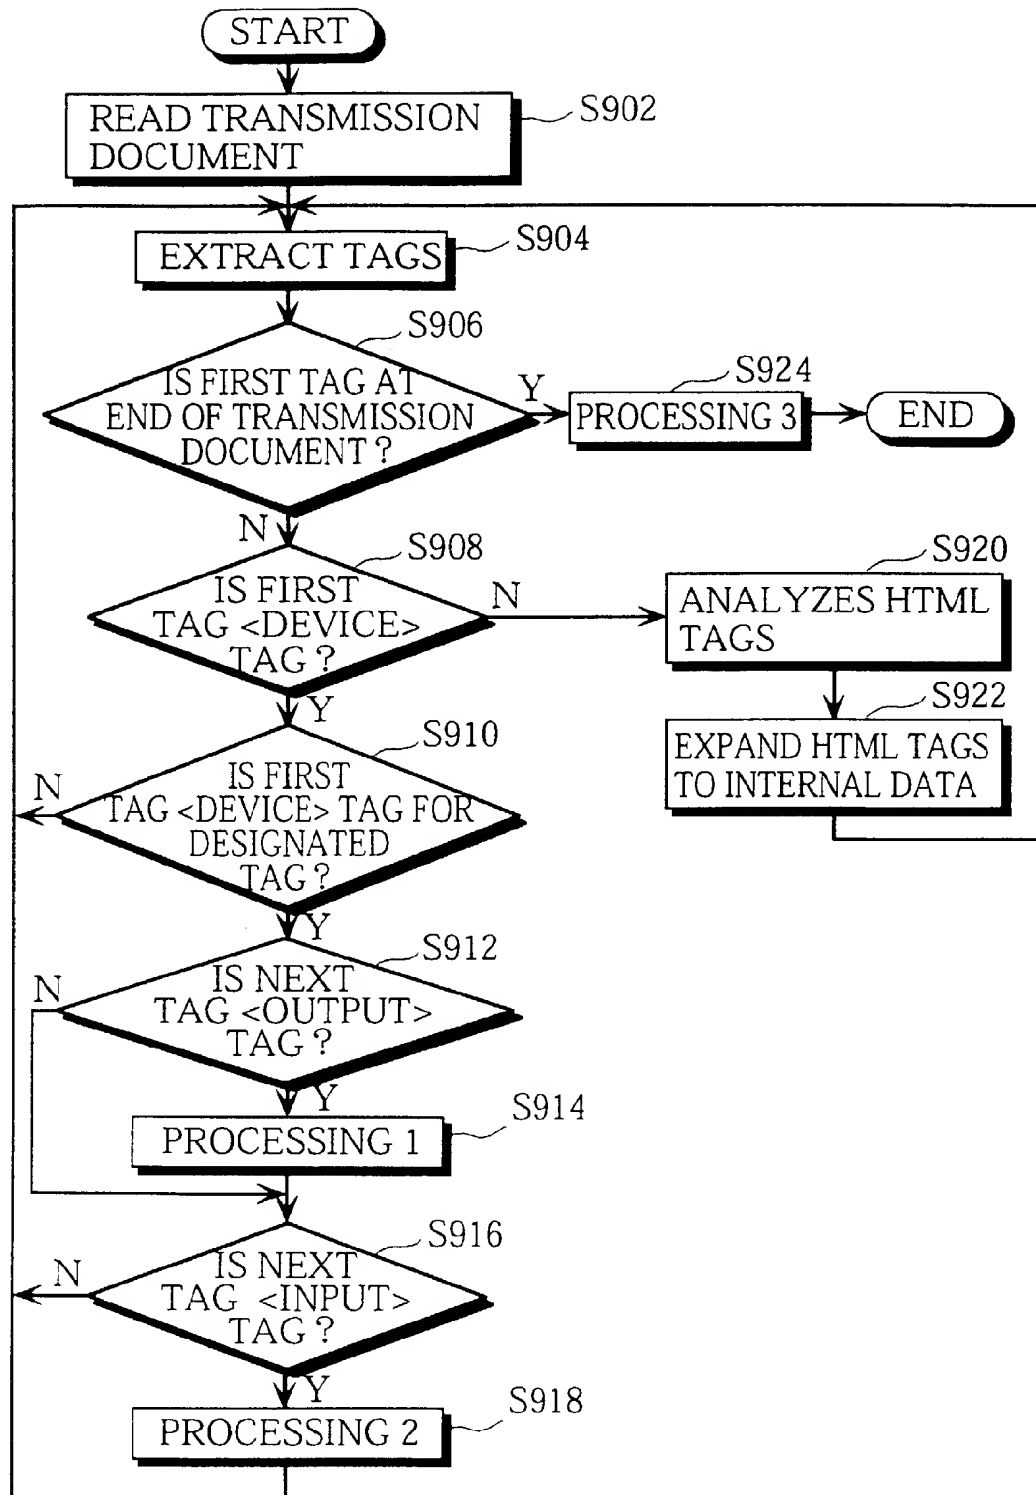 START
READ TRANSMISSION
DOCUMENT
S902
EXTRACT TAGS
S904
S906
IS FIRST TAG AT
END OF TRANSMISSION
DOCUMENT ?
Y
S924
PROCESSING 3
END
N
S908
IS FIRST
TAG <DEVICE>
TAG ?
N
S920
ANALYZES HTML
TAGS
Y
S922
EXPAND HTML TAGS
TO INTERNAL DATA
S910
IS FIRST
TAG <DEVICE> TAG FOR
DESIGNATED
TAG ?
N
Y
S912
IS NEXT
TAG <OUTPUT>
TAG ?
N
Y
S914
PROCESSING 1
S916
IS NEXT
TAG <INPUT>
TAG ?
N
Y
S918
PROCESSING 2